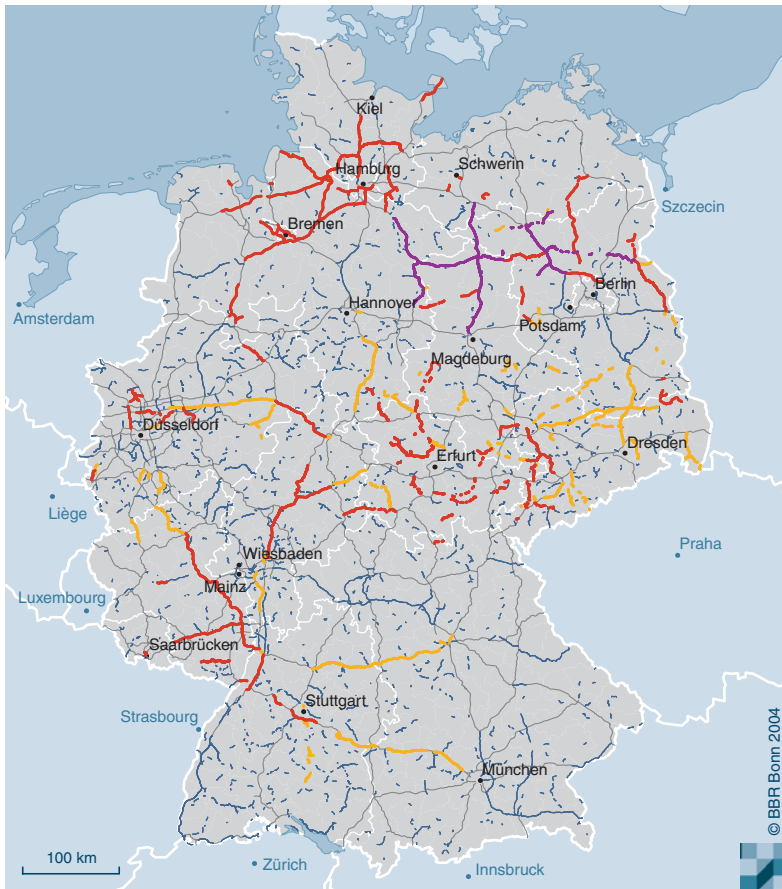 Kiel
Hamburg
Schwerin
Szczecin
Bremen
Berlin
Amsterdam
Hannover
Potsdam
Magdeburg
Düsseldorf
Erfurt
Dresden
Liège
Praha
Wiesbaden
Mainz
Luxembourg
Saarbrücken
Stuttgart
Strasbourg
München
© BBR Bonn 2004
100 km
Zürich
Innsbruck